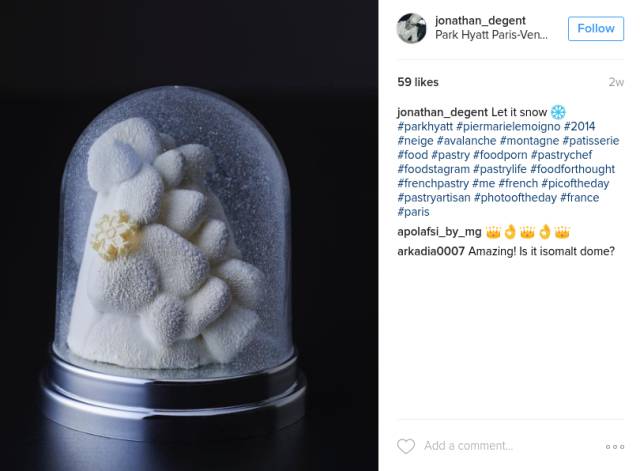 jonathan_degent
Park Hyatt Paris-Ven...
Follow
59 likes
2w
jonathan_degent Let it snow ❄️
#parkhyatt #piermarielemoigno #2014
#neige #avalanche #montagne #patisserie
#food #pastry #foodporn #pastrychef
#foodstagram #pastrylife #foodforthought
#frenchpastry #me #french #picoftheday
#pastryartisan #photooftheday #france
#paris
apolafsi_by_mg 👑👌👑👌👑
arkadia0007 Amazing! Is it isomalt dome?
Add a comment...